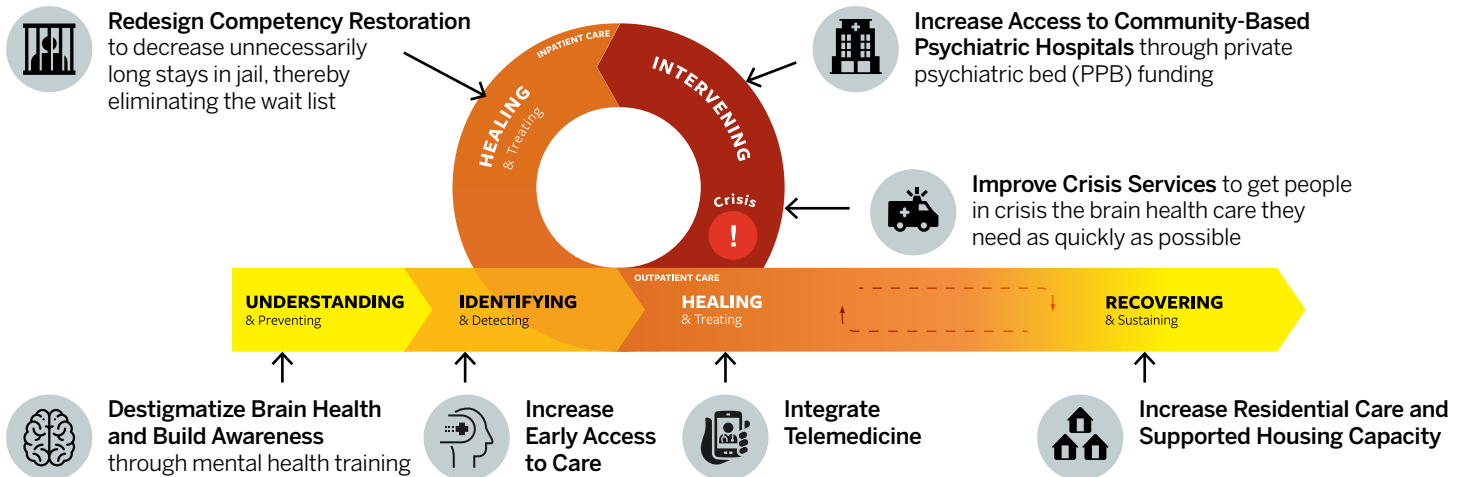 Redesign Competency Restoration
to decrease unnecessarily
long stays in jail, thereby
eliminating the wait list
INPATIENT CARE
HEALING
& Treating
INTERVENING
Crisis
!
Increase Access to Community-Based
Psychiatric Hospitals through private
psychiatric bed (PPB) funding
Improve Crisis Services to get people
in crisis the brain health care they
need as quickly as possible
OUTPATIENT CARE
UNDERSTANDING
& Preventing
IDENTIFYING
& Detecting
HEALING
& Treating
RECOVERING
& Sustaining
Destigmatize Brain Health
and Build Awareness
through mental health training
Increase
Early Access
to Care
Integrate
Telemedicine
Increase Residential Care and
Supported Housing Capacity